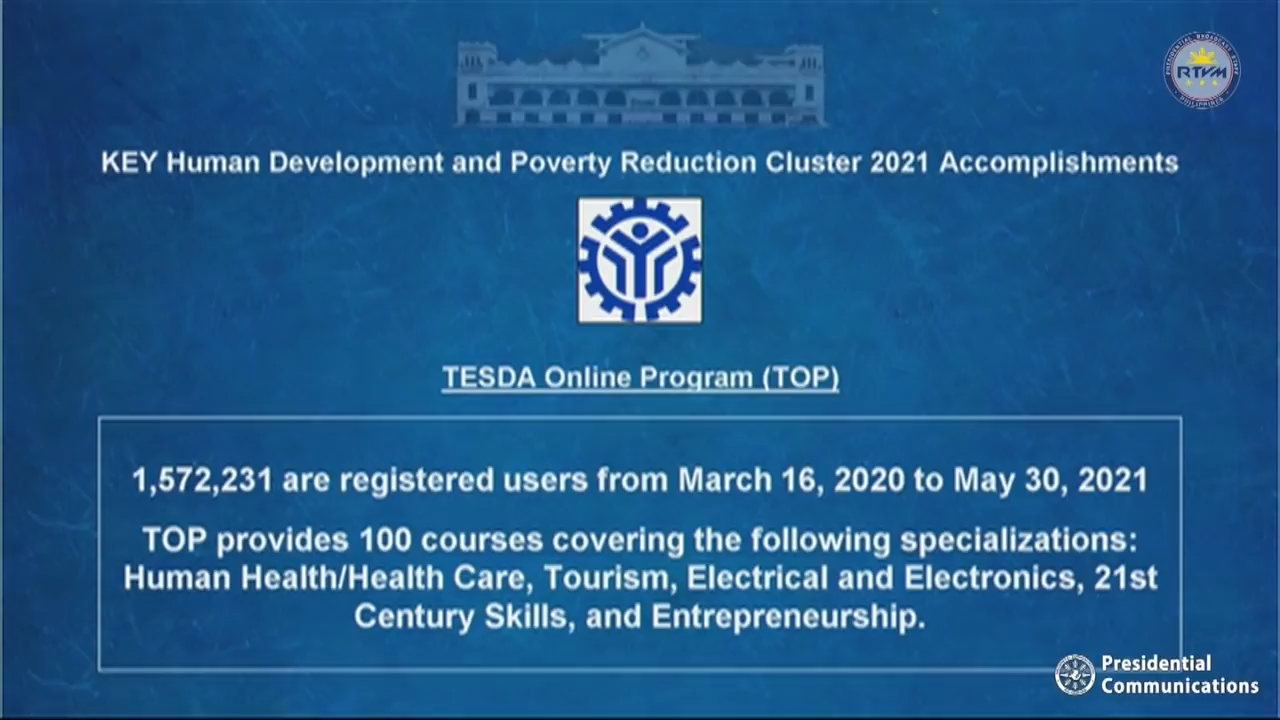 RTVM
PHILIPPINES
KEY Human Development and Poverty Reduction Cluster 2021 Accomplishments
TESDA Online Program (TOP)
1,572,231 are registered users from March 16, 2020 to May 30, 2021
TOP provides 100 courses covering the following specializations:
Human Health/Health Care, Tourism, Electrical and Electronics, 21st
Century Skills, and Entrepreneurship.
Presidential
Communications